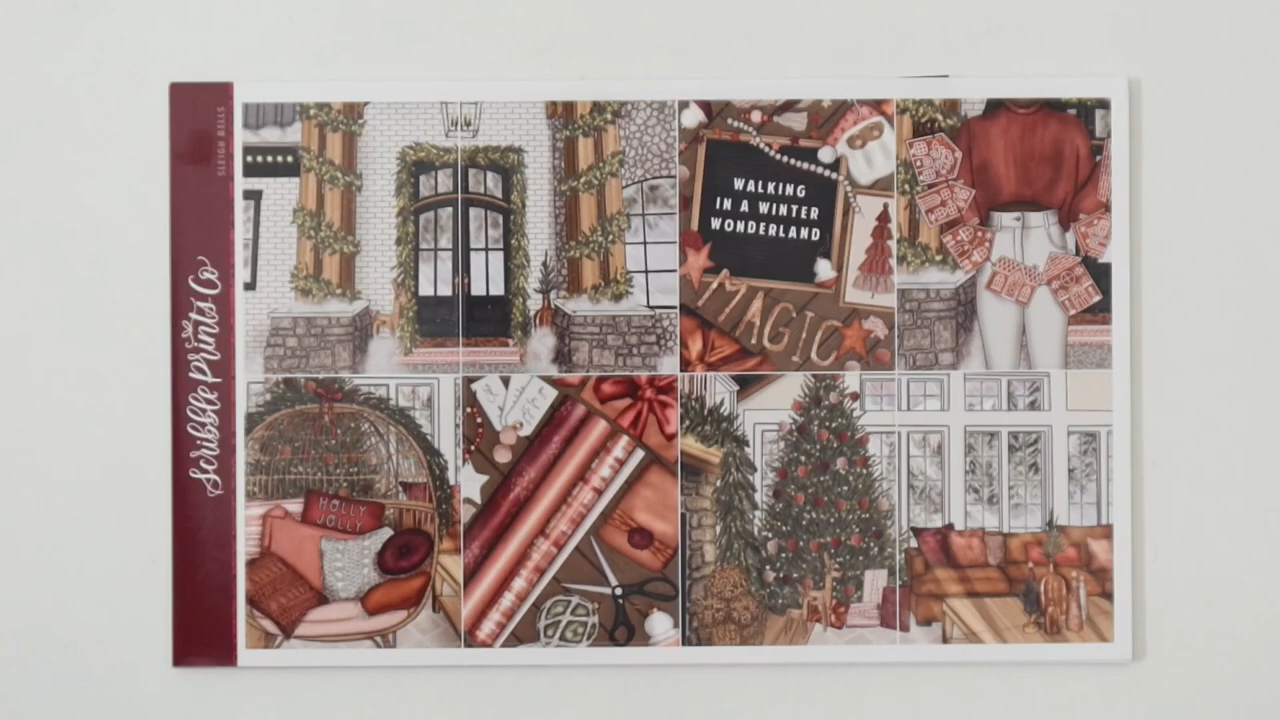 SLEIGH BELLS
Scribble Prints Co
WALKING
IN A WINTER
WONDERLAND
MAGIC
HOLLY
JOLLY